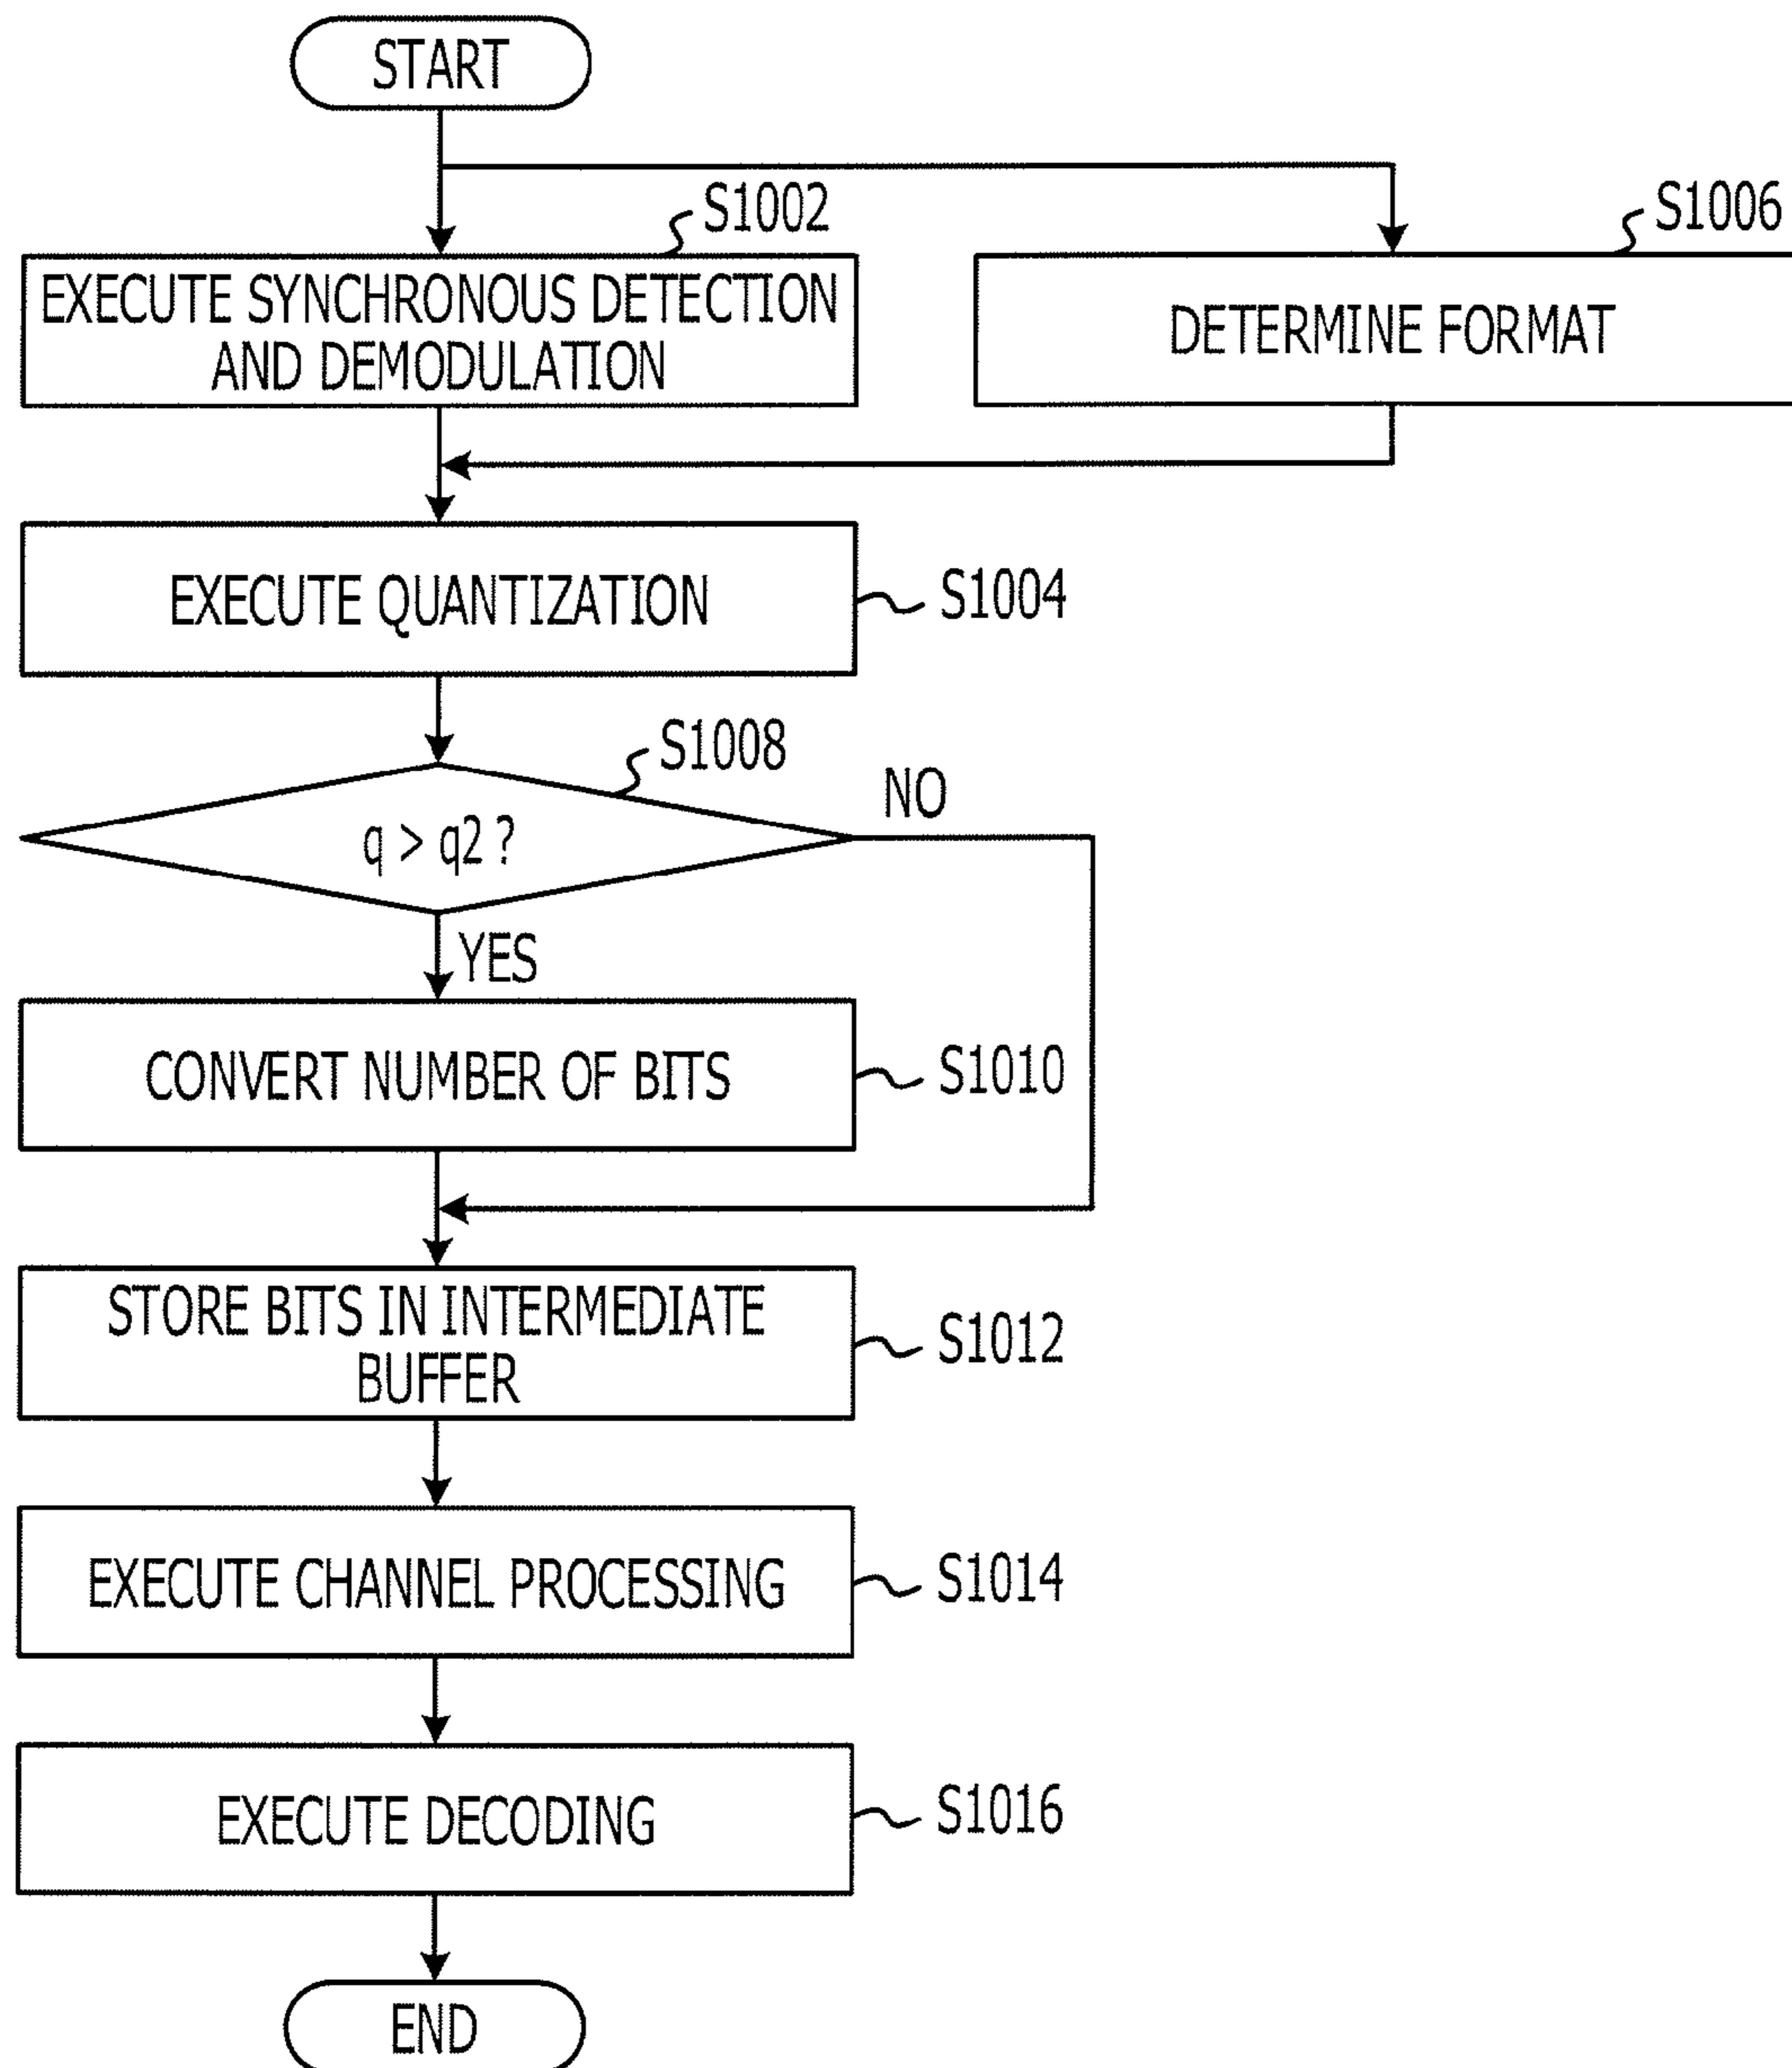 START
S1002
S1006
EXECUTE SYNCHRONOUS DETECTION
AND DEMODULATION
DETERMINE FORMAT
EXECUTE QUANTIZATION
S1004
S1008
NO
q > q2 ?
YES
CONVERT NUMBER OF BITS
S1010
STORE BITS IN INTERMEDIATE
BUFFER
S1012
EXECUTE CHANNEL PROCESSING
S1014
EXECUTE DECODING
S1016
END